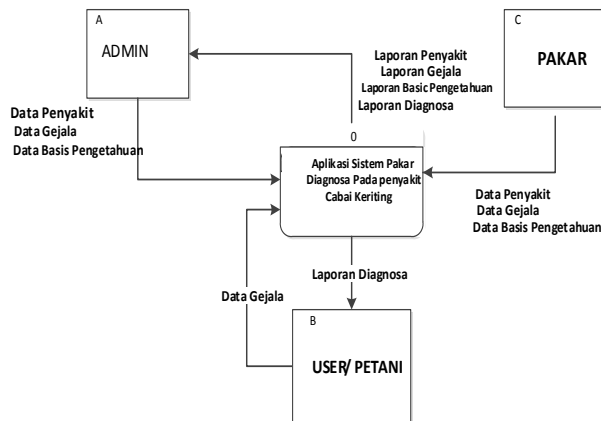 A
ADMIN
Laporan Penyakit
Laporan Gejala
Laporan Basic Pengetahuan
Laporan Diagnosa
C
PAKAR
Data Penyakit
Data Gejala
Data Basis Pengetahuan
0
Aplikasi Sistem Pakar
Diagnosa Pada penyakit
Cabai Keriting
Data Penyakit
Data Gejala
Data Basis Pengetahuan
Laporan Diagnosa
Data Gejala
B
USER/ PETANI